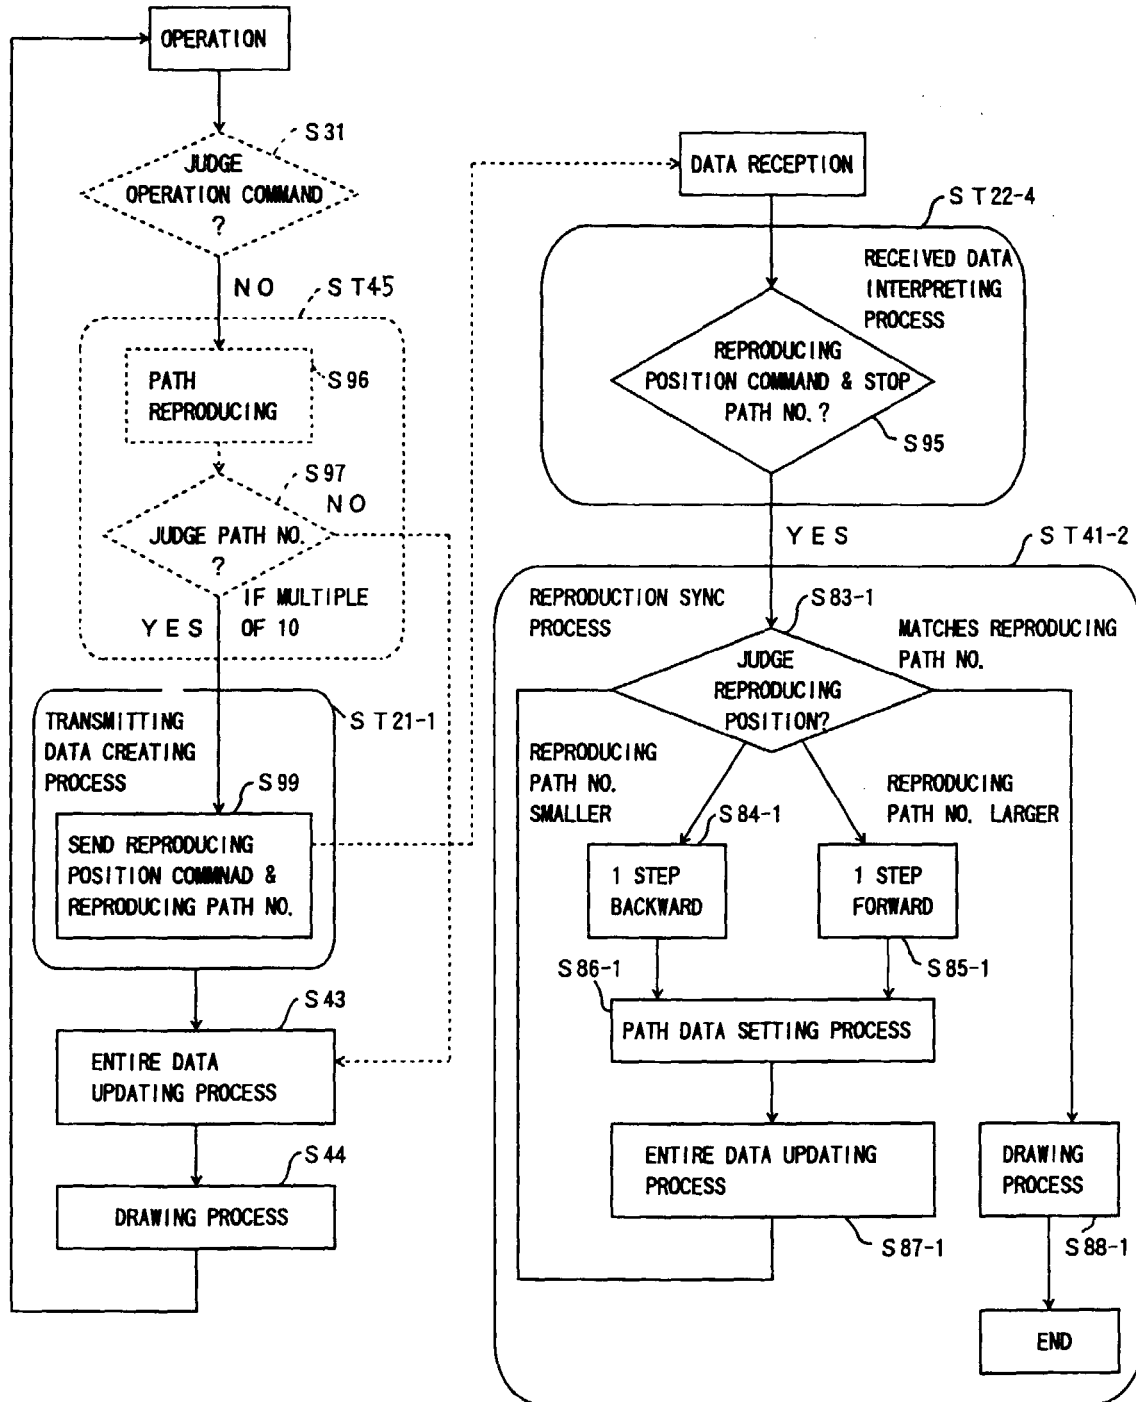 OPERATION
S31
JUDGE
OPERATION COMMAND
?
NO
ST45
PATH
REPRODUCING
S96
S97
NO
JUDGE PATH NO.
?
IF MULTIPLE
OF 10
YES
ST21-1
TRANSMITTING
DATA CREATING
PROCESS
S99
SEND REPRODUCING
POSITION COMMNAD &
REPRODUCING PATH NO.
S43
ENTIRE DATA
UPDATING PROCESS
S44
DRAWING PROCESS
DATA RECEPTION
ST22-4
RECEIVED DATA
INTERPRETING
PROCESS
REPRODUCING
POSITION COMMAND & STOP
PATH NO.?
S95
YES
ST41-2
REPRODUCTION SYNC
PROCESS
S83-1
MATCHES REPRODUCING
PATH NO.
JUDGE
REPRODUCING
POSITION?
REPRODUCING
PATH NO.
SMALLER
REPRODUCING
PATH NO. LARGER
S84-1
1 STEP
BACKWARD
1 STEP
FORWARD
S86-1
S85-1
PATH DATA SETTING PROCESS
ENTIRE DATA UPDATING
PROCESS
S87-1
DRAWING
PROCESS
S88-1
END